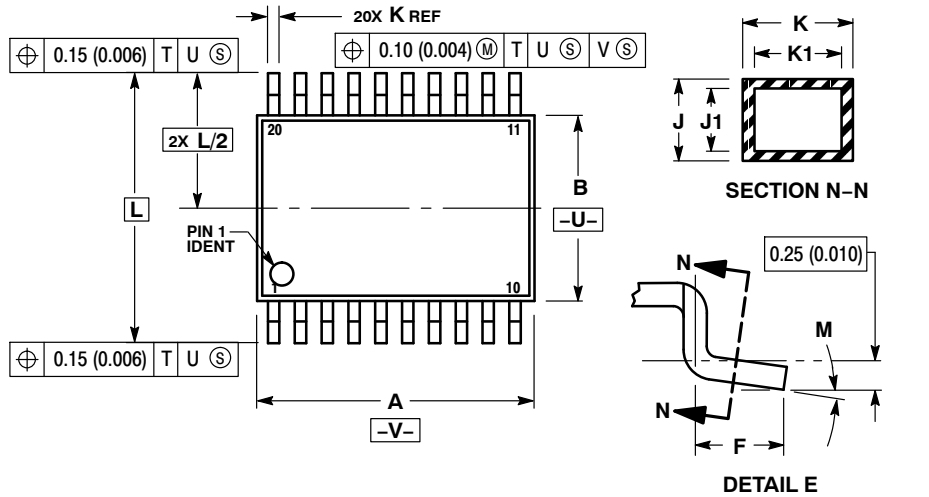 20X K REF
⌖ 0.15 (0.006) T U Ⓢ
⌖ 0.10 (0.004) Ⓜ T U Ⓢ V Ⓢ
K
K1
J
J1
SECTION N–N
20
11
2X L/2
L
B
–U–
PIN 1
IDENT
1
10
⌖ 0.15 (0.006) T U Ⓢ
A
–V–
0.25 (0.010)
N
M
N
F
DETAIL E